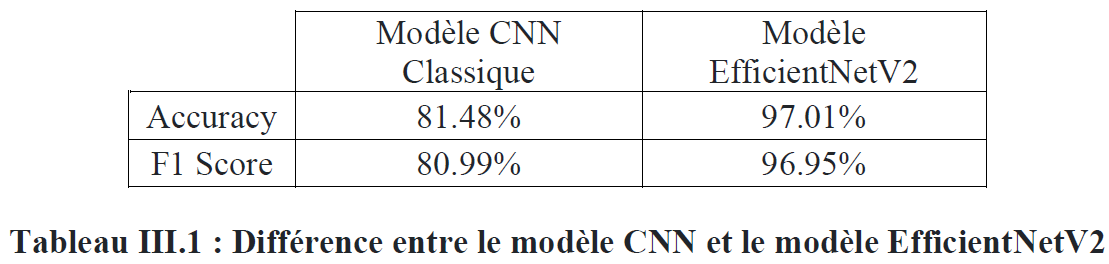 Modèle CNN
Classique
Modèle
EfficientNetV2
Accuracy 81.48% 97.01%
F1 Score 80.99% 96.95%
Tableau III.1 : Différence entre le modèle CNN et le modèle EfficientNetV2